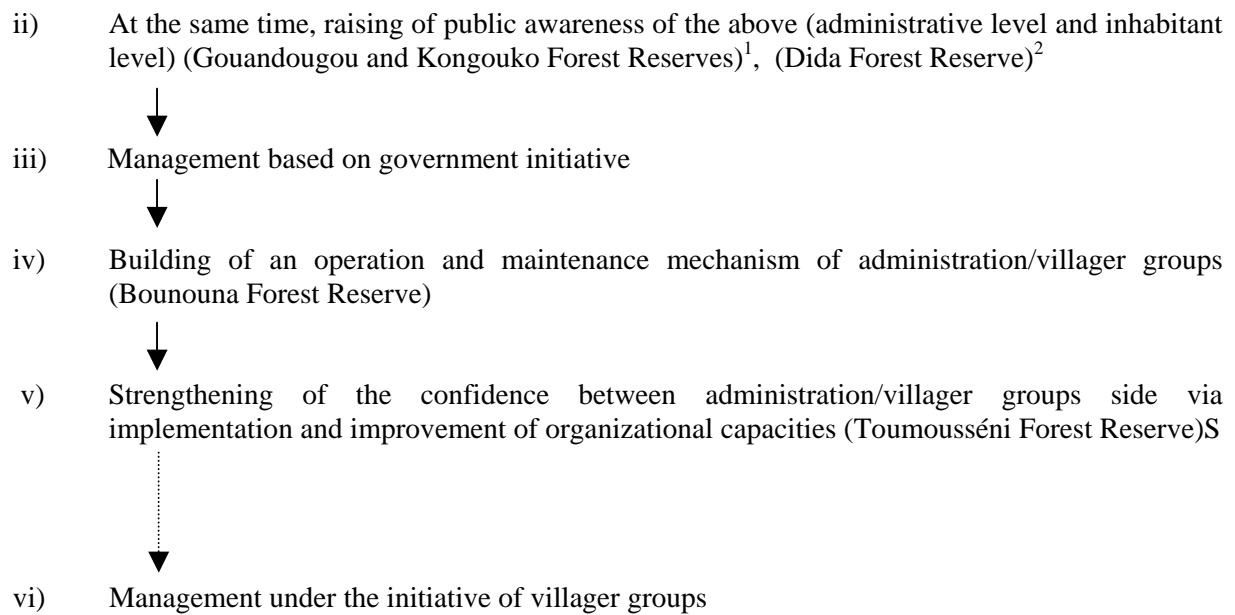 ii) At the same time, raising of public awareness of the above (administrative level and inhabitant
level) (Gouandougou and Kongouko Forest Reserves)1, (Dida Forest Reserve)2
iii) Management based on government initiative
iv) Building of an operation and maintenance mechanism of administration/villager groups
(Bounouna Forest Reserve)
v) Strengthening of the confidence between administration/villager groups side via
implementation and improvement of organizational capacities (Toumousséni Forest Reserve)S
vi) Management under the initiative of villager groups